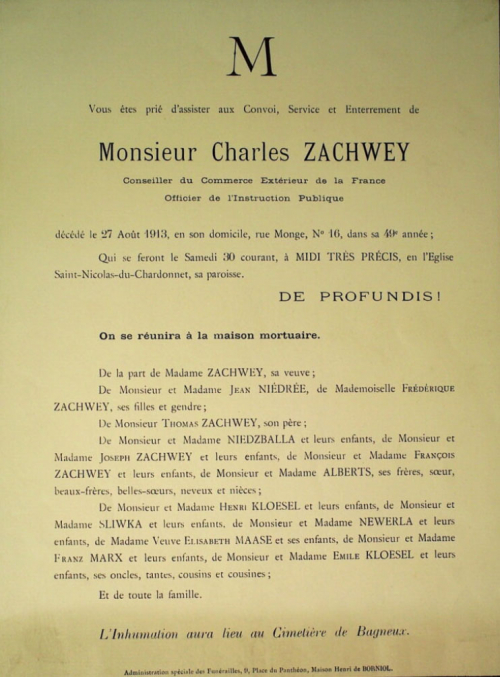 M
Vous êtes prié d'assister aux Convoi, Service et Enterrement de
Monsieur Charles ZACHWEY
Conseiller du Commerce Extérieur de la France
Officier de l'Instruction Publique
décédé le 27 Août 1913, en son domicile, rue Monge, Nº 16, dans sa 49e année ;
Qui se feront le Samedi 30 courant, à MIDI TRÈS PRÉCIS, en l'Eglise
Saint-Nicolas-du-Chardonnet, sa paroisse.
DE PROFUNDIS !
On se réunira à la maison mortuaire.
De la part de Madame ZACHWEY, sa veuve ;
De Monsieur et Madame JEAN NIÉDRÉE, de Mademoiselle FRÉDÉRIQUE
ZACHWEY, ses filles et gendre ;
De Monsieur THOMAS ZACHWEY, son père ;
De Monsieur et Madame NIEDZBALLA et leurs enfants, de Monsieur et
Madame JOSEPH ZACHWEY et leurs enfants, de Monsieur et Madame FRANÇOIS
ZACHWEY et leurs enfants, de Monsieur et Madame ALBERTS, ses frères, sœur,
beaux-frères, belles-sœurs, neveux et nièces ;
De Monsieur et Madame HENRI KLOESEL et leurs enfants, de Monsieur et
Madame SLIWKA et leurs enfants, de Monsieur et Madame NEWERLA et leurs
enfants, de Madame Veuve ELISABETH MAASE et ses enfants, de Monsieur et Madame
FRANZ MARX et leurs enfants, de Monsieur et Madame EMILE KLOESEL et leurs
enfants, ses oncles, tantes, cousins et cousines ;
Et de toute la famille.
L'Inhumation aura lieu au Cimetière de Bagneux.
Administration spéciale des Funérailles, 9, Place du Panthéon, Maison Henri de BORNIOL.